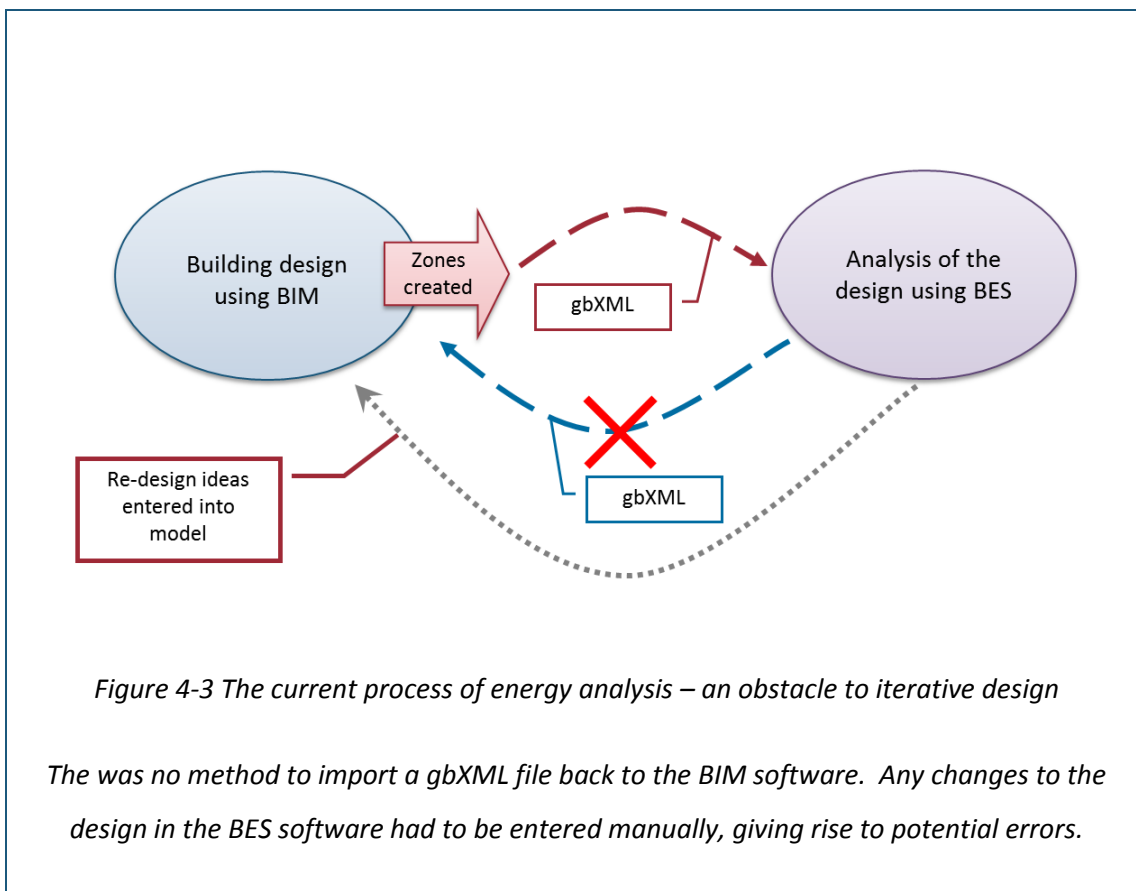 Building design
using BIM
Zones
created
gbXML
Analysis of the
design using BES
gbXML
Re-design ideas
entered into
model
Figure 4-3 The current process of energy analysis – an obstacle to iterative design
The was no method to import a gbXML file back to the BIM software.  Any changes to the
design in the BES software had to be entered manually, giving rise to potential errors.